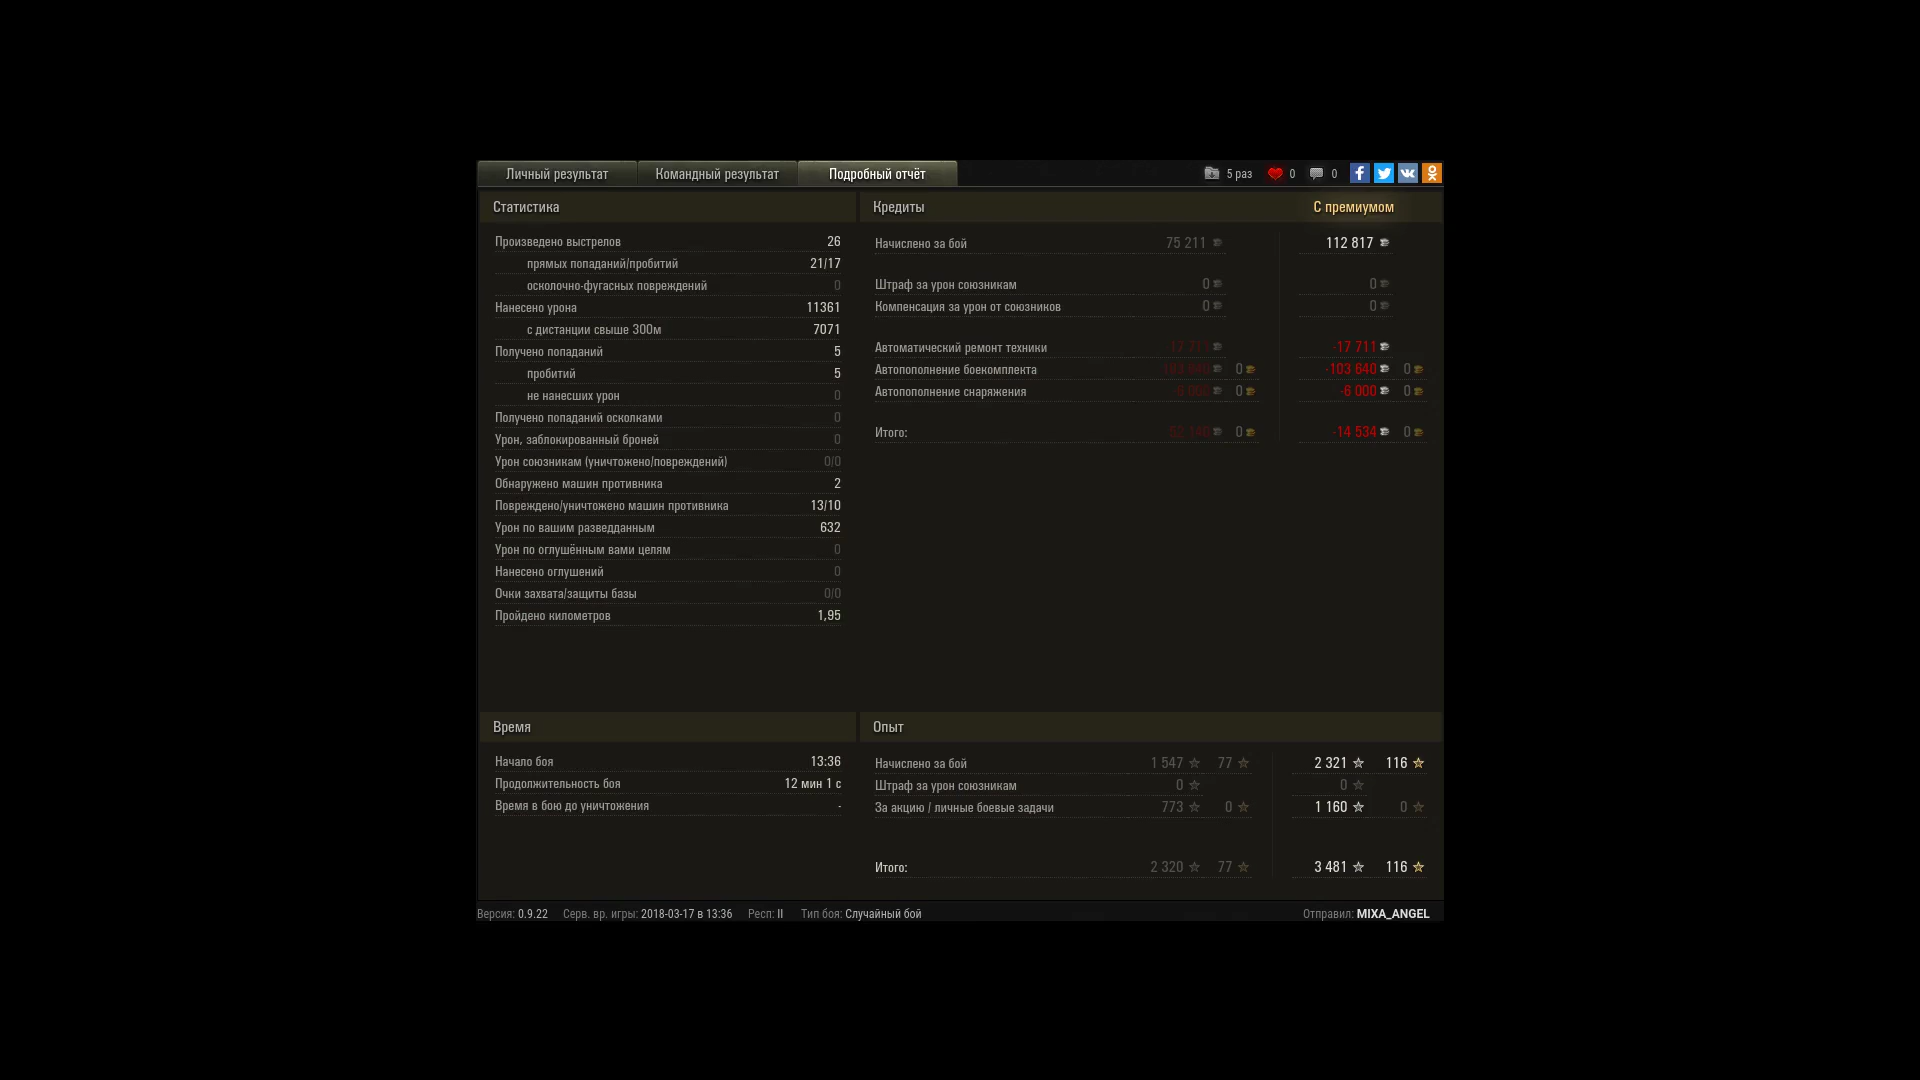 Личный результат Командный результат Подробный отчёт 5 раз 0 0
Статистика
Произведено выстрелов 26
прямых попаданий/пробитий 21/17
осколочно-фугасных повреждений 0
Нанесено урона 11361
с дистанции свыше 300м 7071
Получено попаданий 5
пробитий 5
не нанесших урон 0
Получено попаданий осколками 0
Урон, заблокированный броней 0
Урон союзникам (уничтожено/повреждений) 0/0
Обнаружено машин противника 2
Повреждено/уничтожено машин противника 13/10
Урон по вашим разведданным 632
Урон по оглушённым вами целям 0
Нанесено оглушений 0
Очки захвата/защиты базы 0/0
Пройдено километров 1,95
Кредиты С премиумом
Начислено за бой 75 211 112 817
Штраф за урон союзникам 0 0
Компенсация за урон от союзников 0 0
Автоматический ремонт техники -17 711 -17 711
Автопополнение боекомплекта 0 -103 640 0
Автопополнение снаряжения -6 000 0 -6 000 0
Итого: 0 -14 534 0
Время
Начало боя 13:36
Продолжительность боя 12 мин 1 с
Время в бою до уничтожения -
Опыт
Начислено за бой 1 547 77 2 321 116
Штраф за урон союзникам 0 0
За акцию / личные боевые задачи 773 0 1 160 0
Итого: 2 320 77 3 481 116
Версия: 0.9.22 Серв. вр. игры: 2018-03-17 в 13:36 Респ: II Тип боя: Случайный бой Отправил: MIXA_ANGEL